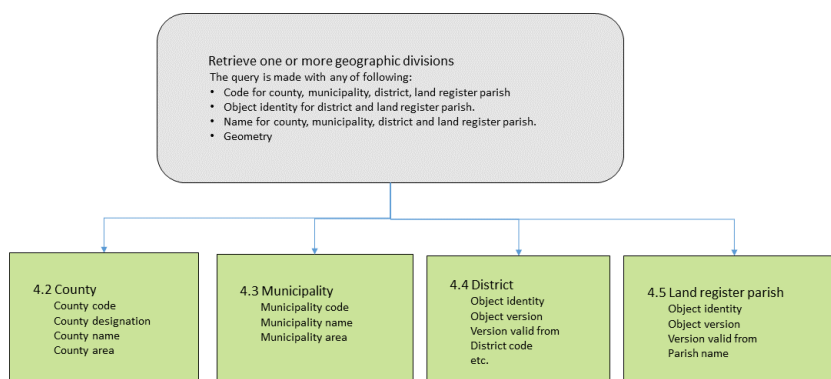 Retrieve one or more geographic divisions
The query is made with any of following:
• Code for county, municipality, district, land register parish
• Object identity for district and land register parish.
• Name for county, municipality, district and land register parish.
• Geometry
4.2 County
County code
County designation
County name
County area
4.3 Municipality
Municipality code
Municipality name
Municipality area
4.4 District
Object identity
Object version
Version valid from
District code
etc.
4.5 Land register parish
Object identity
Object version
Version valid from
Parish name